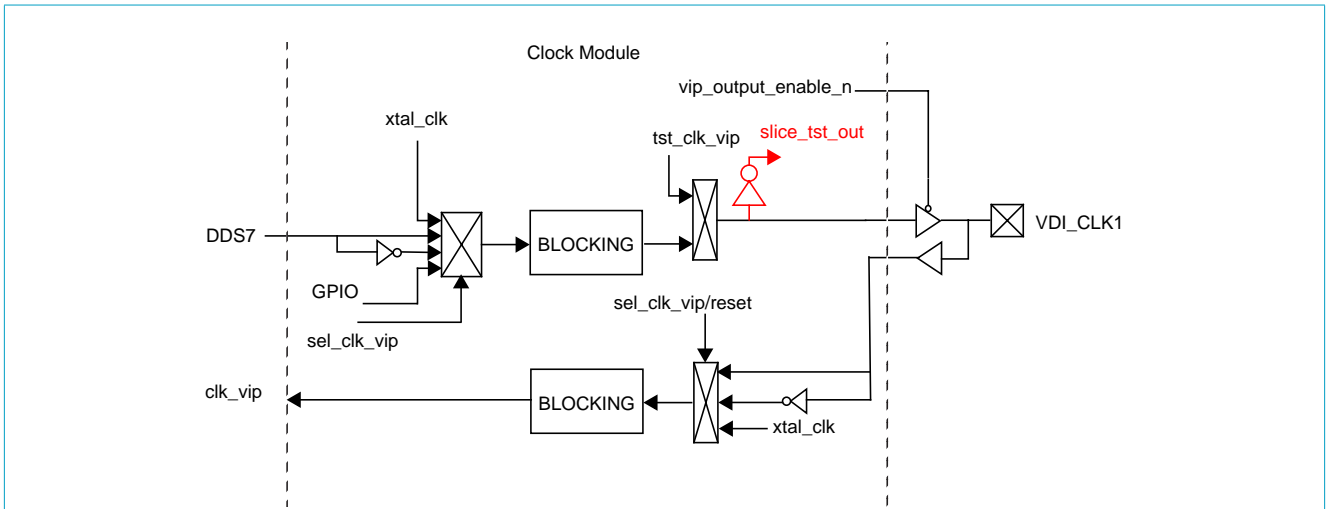 Clock Module
vip_output_enable_n
xtal_clk
slice_tst_out
tst_clk_vip
DDS7
BLOCKING
VDI_CLK1
GPIO
sel_clk_vip/reset
sel_clk_vip
clk_vip
BLOCKING
xtal_clk